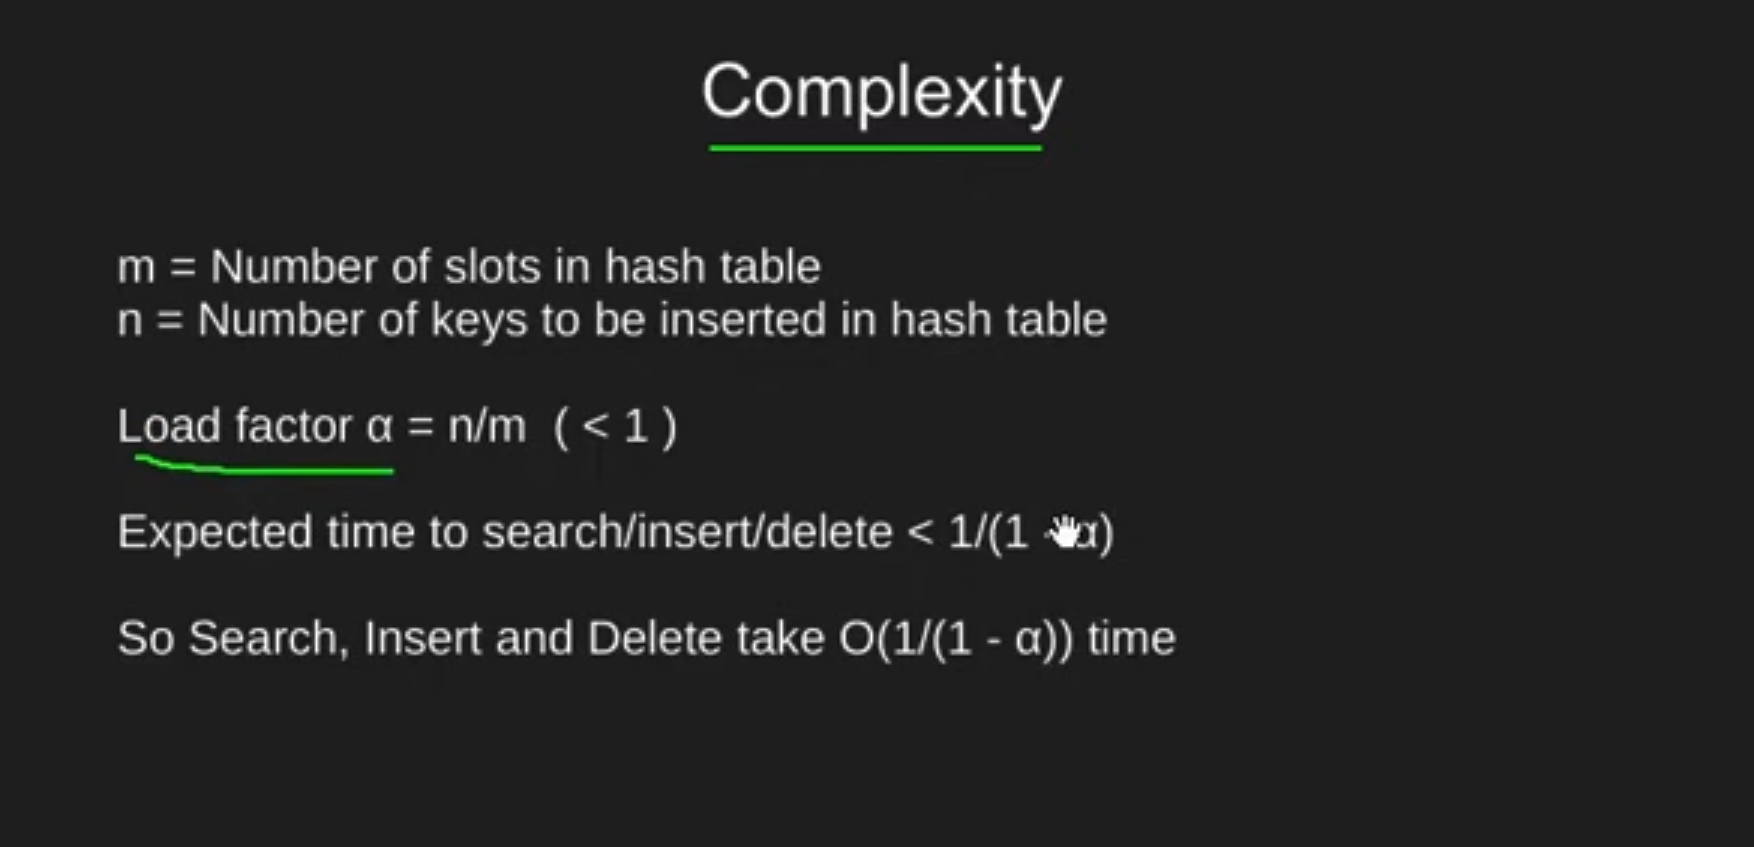 Complexity
m = Number of slots in hash table
n = Number of keys to be inserted in hash table
Load factor α = n/m ( < 1 )
Expected time to search/insert/delete < 1/(1 - α)
So Search, Insert and Delete take O(1/(1 - α)) time